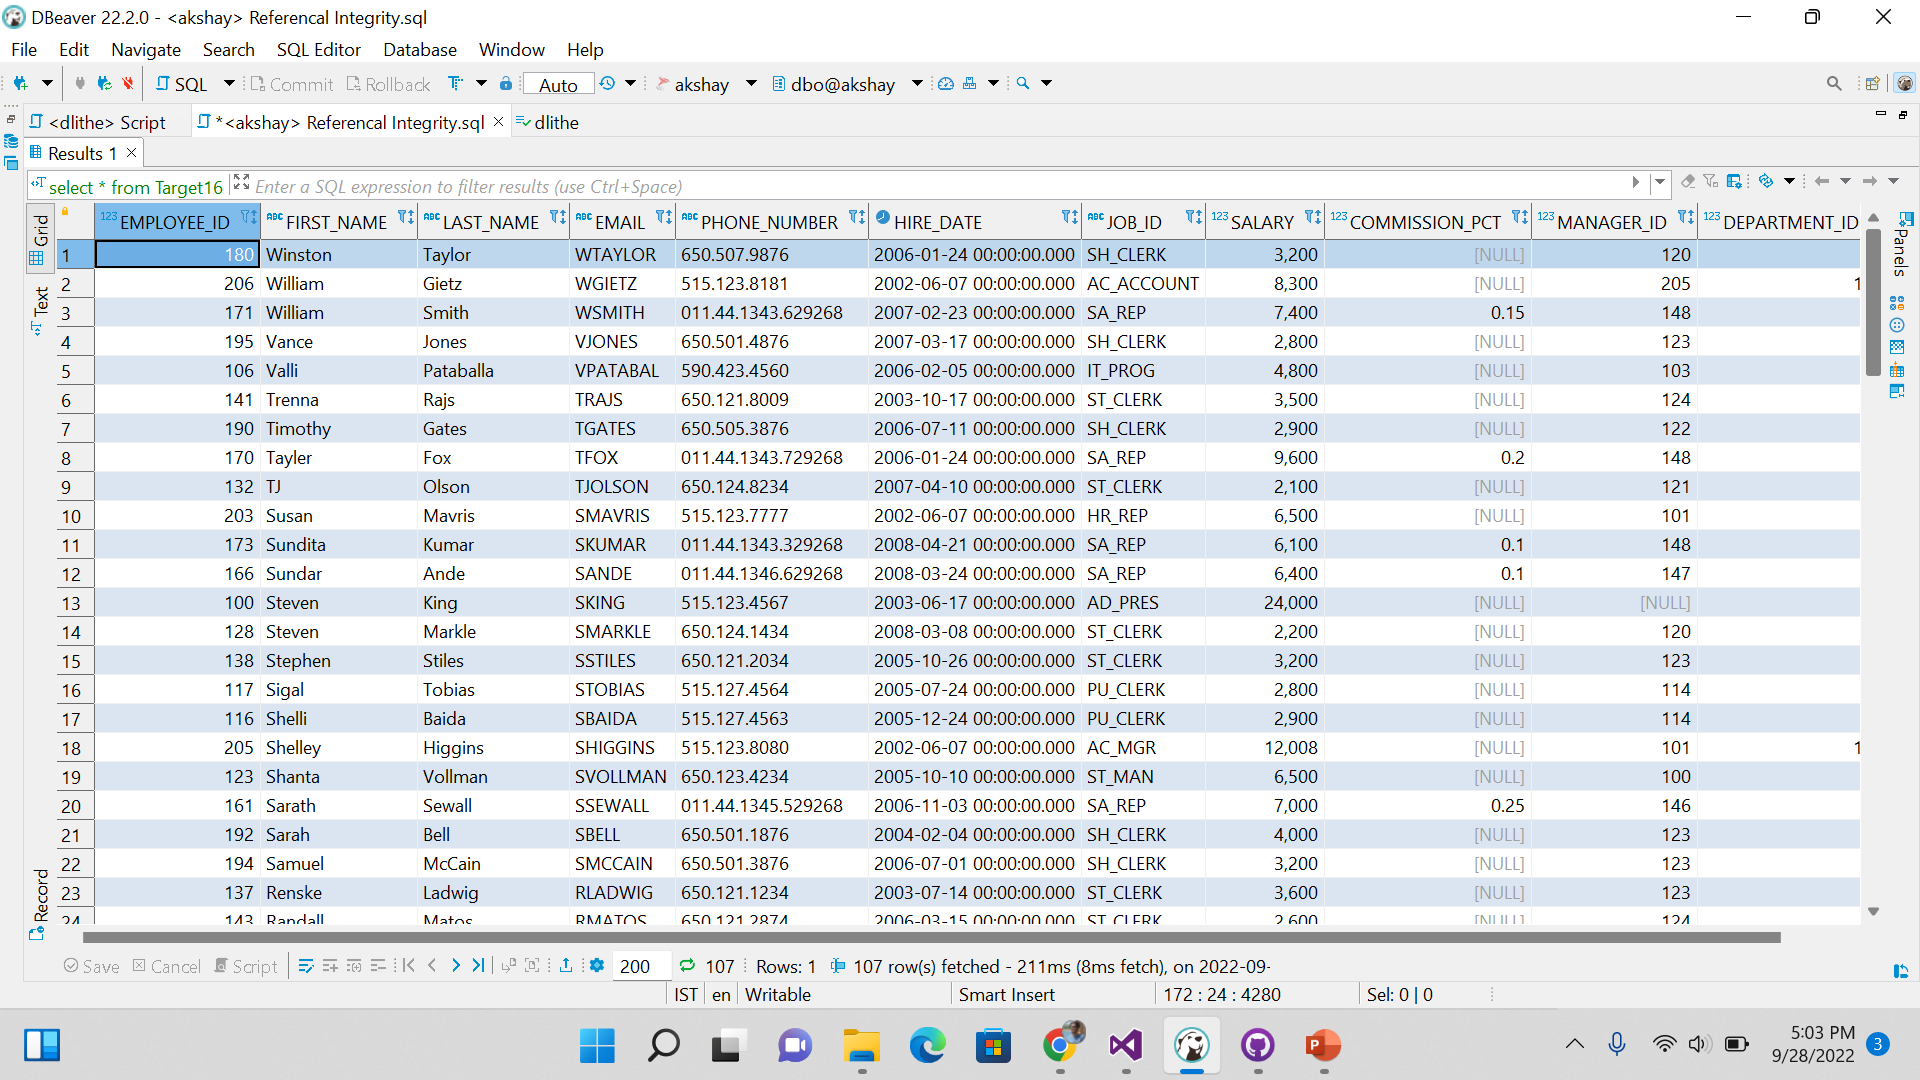 DBeaver 22.2.0 - <akshay> Referencal Integrity.sql
File Edit Navigate Search SQL Editor Database Window Help
SQL Commit Rollback Auto akshay dbo@akshay
<dlithe> Script *<akshay> Referencal Integrity.sql dlithe
Results 1
select * from Target16 Enter a SQL expression to filter results (use Ctrl+Space)
Grid Text Record Panels
123 EMPLOYEE_ID ABC FIRST_NAME ABC LAST_NAME ABC EMAIL ABC PHONE_NUMBER HIRE_DATE ABC JOB_ID 123 SALARY 123 COMMISSION_PCT 123 MANAGER_ID 123 DEPARTMENT_ID
1 180 Winston Taylor WTAYLOR 650.507.9876 2006-01-24 00:00:00.000 SH_CLERK 3,200 [NULL] 120
2 206 William Gietz WGIETZ 515.123.8181 2002-06-07 00:00:00.000 AC_ACCOUNT 8,300 [NULL] 205 1
3 171 William Smith WSMITH 011.44.1343.629268 2007-02-23 00:00:00.000 SA_REP 7,400 0.15 148
4 195 Vance Jones VJONES 650.501.4876 2007-03-17 00:00:00.000 SH_CLERK 2,800 [NULL] 123
5 106 Valli Pataballa VPATABAL 590.423.4560 2006-02-05 00:00:00.000 IT_PROG 4,800 [NULL] 103
6 141 Trenna Rajs TRAJS 650.121.8009 2003-10-17 00:00:00.000 ST_CLERK 3,500 [NULL] 124
7 190 Timothy Gates TGATES 650.505.3876 2006-07-11 00:00:00.000 SH_CLERK 2,900 [NULL] 122
8 170 Tayler Fox TFOX 011.44.1343.729268 2006-01-24 00:00:00.000 SA_REP 9,600 0.2 148
9 132 TJ Olson TJOLSON 650.124.8234 2007-04-10 00:00:00.000 ST_CLERK 2,100 [NULL] 121
10 203 Susan Mavris SMAVRIS 515.123.7777 2002-06-07 00:00:00.000 HR_REP 6,500 [NULL] 101
11 173 Sundita Kumar SKUMAR 011.44.1343.329268 2008-04-21 00:00:00.000 SA_REP 6,100 0.1 148
12 166 Sundar Ande SANDE 011.44.1346.629268 2008-03-24 00:00:00.000 SA_REP 6,400 0.1 147
13 100 Steven King SKING 515.123.4567 2003-06-17 00:00:00.000 AD_PRES 24,000 [NULL] [NULL]
14 128 Steven Markle SMARKLE 650.124.1434 2008-03-08 00:00:00.000 ST_CLERK 2,200 [NULL] 120
15 138 Stephen Stiles SSTILES 650.121.2034 2005-10-26 00:00:00.000 ST_CLERK 3,200 [NULL] 123
16 117 Sigal Tobias STOBIAS 515.127.4564 2005-07-24 00:00:00.000 PU_CLERK 2,800 [NULL] 114
17 116 Shelli Baida SBAIDA 515.127.4563 2005-12-24 00:00:00.000 PU_CLERK 2,900 [NULL] 114
18 205 Shelley Higgins SHIGGINS 515.123.8080 2002-06-07 00:00:00.000 AC_MGR 12,008 [NULL] 101 1
19 123 Shanta Vollman SVOLLMAN 650.123.4234 2005-10-10 00:00:00.000 ST_MAN 6,500 [NULL] 100
20 161 Sarath Sewall SSEWALL 011.44.1345.529268 2006-11-03 00:00:00.000 SA_REP 7,000 0.25 146
21 192 Sarah Bell SBELL 650.501.1876 2004-02-04 00:00:00.000 SH_CLERK 4,000 [NULL] 123
22 194 Samuel McCain SMCCAIN 650.501.3876 2006-07-01 00:00:00.000 SH_CLERK 3,200 [NULL] 123
23 137 Renske Ladwig RLADWIG 650.121.1234 2003-07-14 00:00:00.000 ST_CLERK 3,600 [NULL] 123
24 143 Randall Matos RMATOS 650.121.2874 2006-03-15 00:00:00.000 ST_CLERK 2,600 [NULL] 124
Save Cancel Script 200 107 Rows: 1 107 row(s) fetched - 211ms (8ms fetch), on 2022-09-
IST en Writable Smart Insert 172 : 24 : 4280 Sel: 0 | 0
5:03 PM
9/28/2022 3